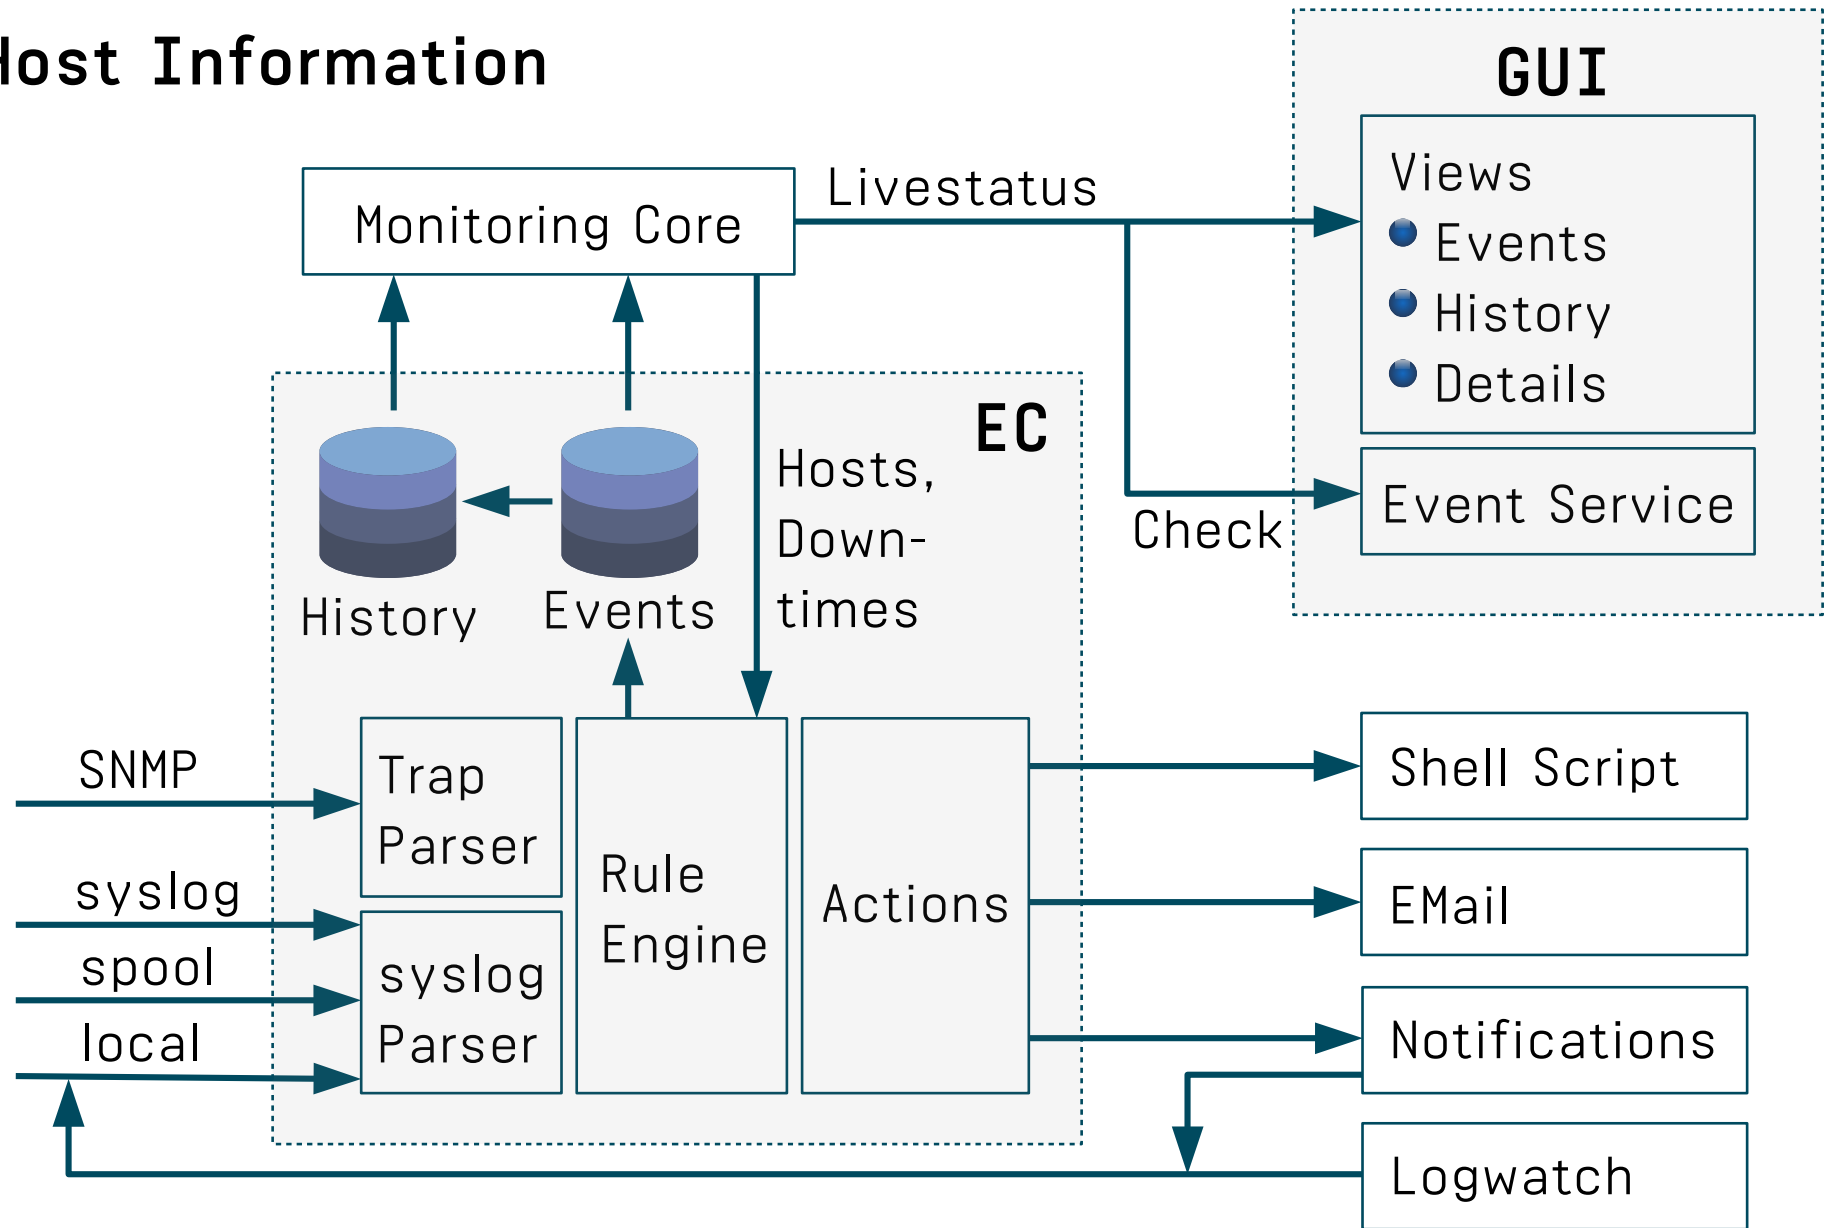 Host Information
GUI
Monitoring Core
Livestatus
Views
Events
History
Details
EC
Hosts,
Down-
times
Check
Event Service
History
Events
SNMP
syslog
spool
local
Trap
Parser
syslog
Parser
Rule
Engine
Actions
Shell Script
EMail
Notifications
Logwatch